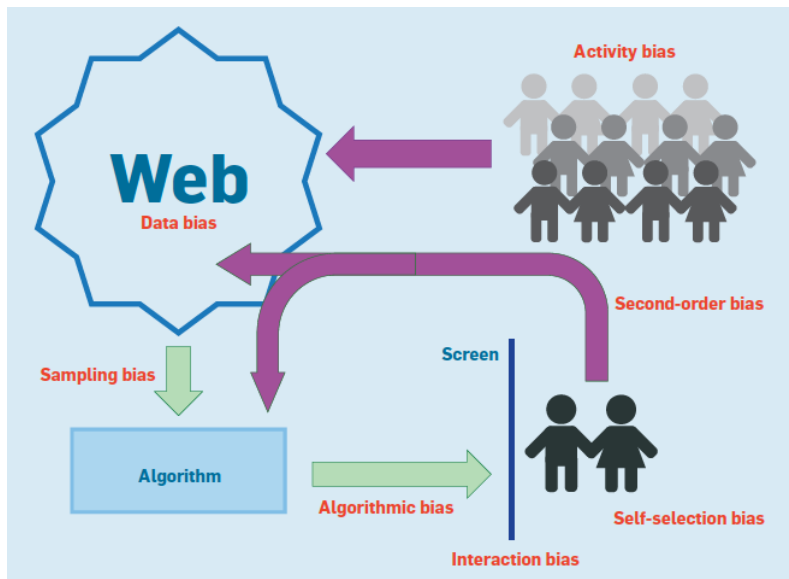 Activity bias
Web
Data bias
Second-order bias
Screen
Sampling bias
Algorithm
Algorithmic bias
Self-selection bias
Interaction bias